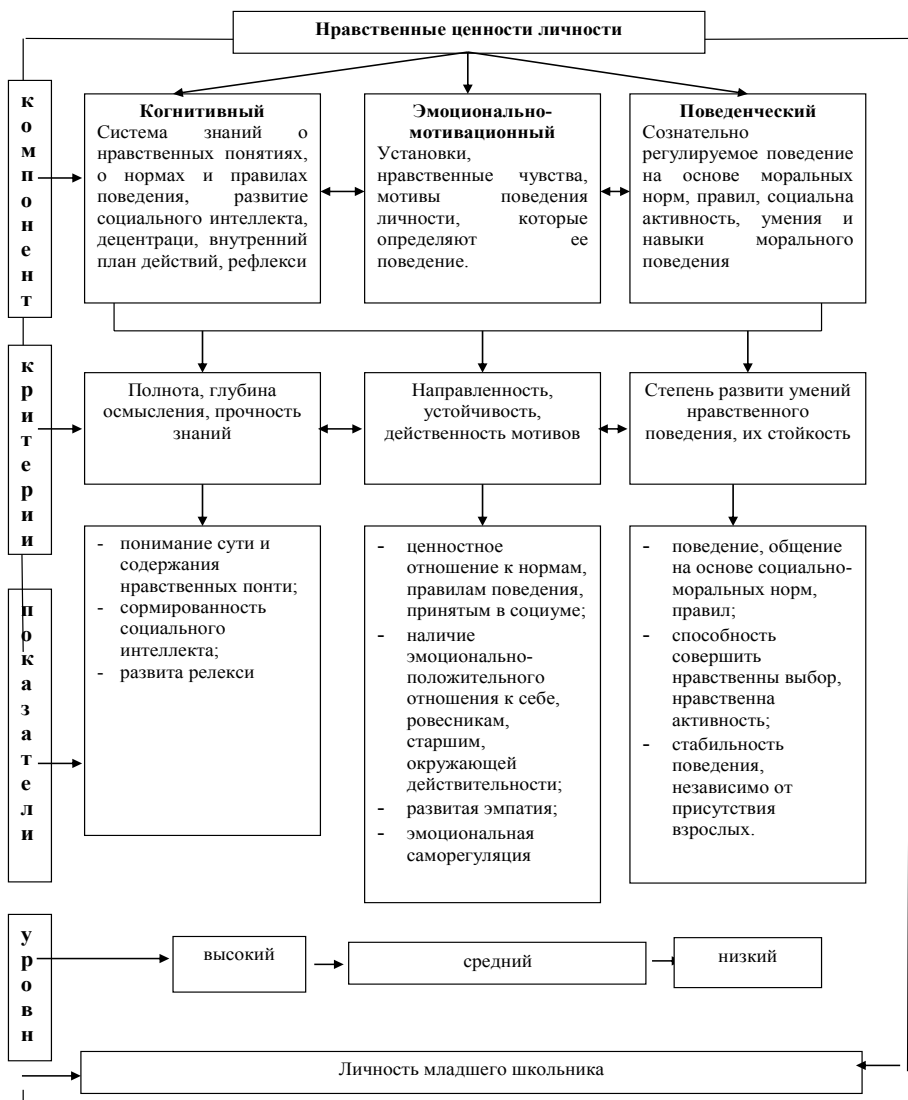 Нравственные ценности личности
компонент
Когнитивный
Система знаний о
нравственных понятиях,
о нормах и правилах
поведения, развитие
социального интеллекта,
децентраци, внутренний
план действий, рефлекси
Эмоционально-
мотивационный
Установки,
нравственные чувства,
мотивы поведения
личности, которые
определяют ее
поведение.
Поведенческий
Сознательно
регулируемое поведение
на основе моральных
норм, правил, социальна
активность, умения и
навыки морального
поведения
критерии
Полнота, глубина
осмысления, прочность
знаний
Направленность,
устойчивость,
действенность мотивов
Степень развити умений
нравственного
поведения, их стойкость
показатели
- понимание сути и
содержания
нравственных понти;
- сормированность
социального
интеллекта;
- развита релекси
- ценностное
отношение к нормам,
правилам поведения,
принятым в социуме;
- наличие
эмоционально-
положительного
отношения к себе,
ровесникам,
старшим,
окружающей
действительности;
- развитая эмпатия;
- эмоциональная
саморегуляция
- поведение, общение
на основе социально-
моральных норм,
правил;
- способность
совершить
нравственны выбор,
нравственна
активность;
- стабильность
поведения,
независимо от
присутствия
взрослых.
уровн
высокий
средний
низкий
Личность младшего школьника